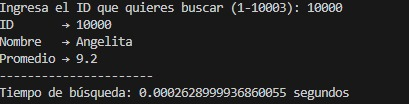 Ingresa el ID que quieres buscar (1-10003): 10000
ID → 10000
Nombre → Angelita
Promedio → 9.2
----------------------
Tiempo de búsqueda: 0.0002628999936860055 segundos